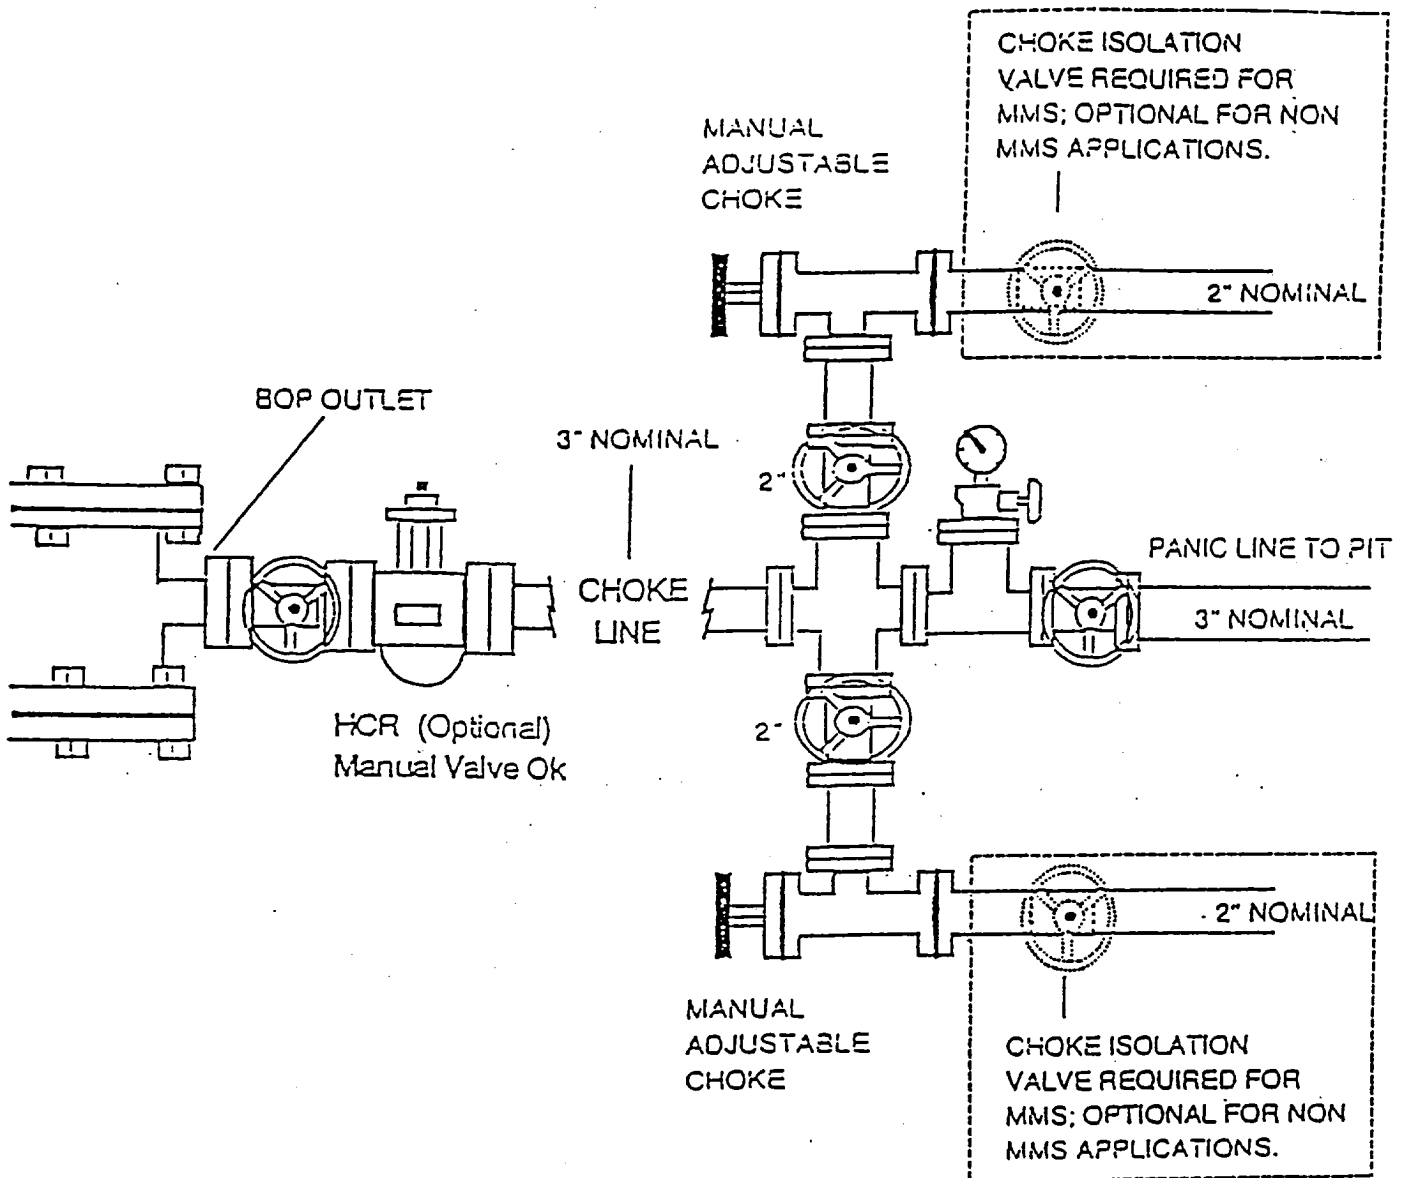 CHOKE ISOLATION
VALVE REQUIRED FOR
MMS; OPTIONAL FOR NON
MMS APPLICATIONS.
MANUAL
ADJUSTABLE
CHOKE
2" NOMINAL
BOP OUTLET
3" NOMINAL
2"
PANIC LINE TO PIT
CHOKE
LINE
3" NOMINAL
HCR (Optional)
Manual Valve Ok
2"
2" NOMINAL
MANUAL
ADJUSTABLE
CHOKE
CHOKE ISOLATION
VALVE REQUIRED FOR
MMS; OPTIONAL FOR NON
MMS APPLICATIONS.